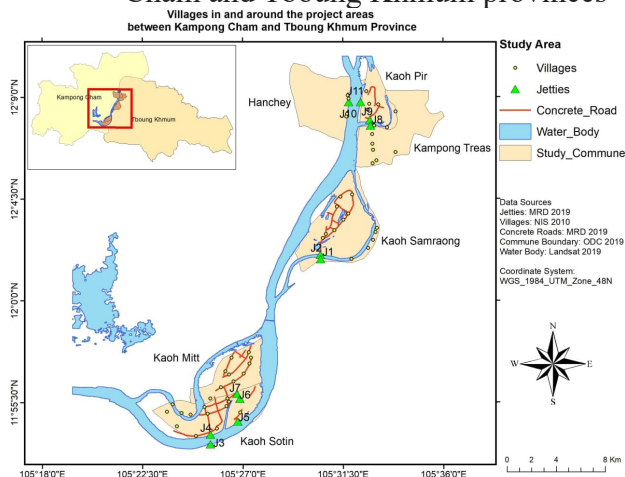 Cham and Tboung Khmum provinces
Villages in and around the project areas
between Kampong Cham and Tboung Khmum Province
Kampong Cham
Tboung Khmum
Kaoh Pir
Hanchey
J11
J10
J9
J8
Kampong Treas
Kaoh Samraong
J2
J1
Kaoh Mitt
J7
J6
J5
J4
J3
Kaoh Sotin
12°9'0"N
12°4'30"N
12°0'0"N
11°55'30"N
105°18'0"E
105°22'30"E
105°27'0"E
105°31'30"E
105°36'0"E
Study Area
Villages
Jetties
Concrete_Road
Water_Body
Study_Commune
Data Sources
Jetties: MRD 2019
Villages: NIS 2010
Concrete Roads: MRD 2019
Commune Boundary: ODC 2019
Water Body: Landsat 2019
Coordinate System:
WGS_1984_UTM_Zone_48N
N
W
E
S
0 2 4 8 Km